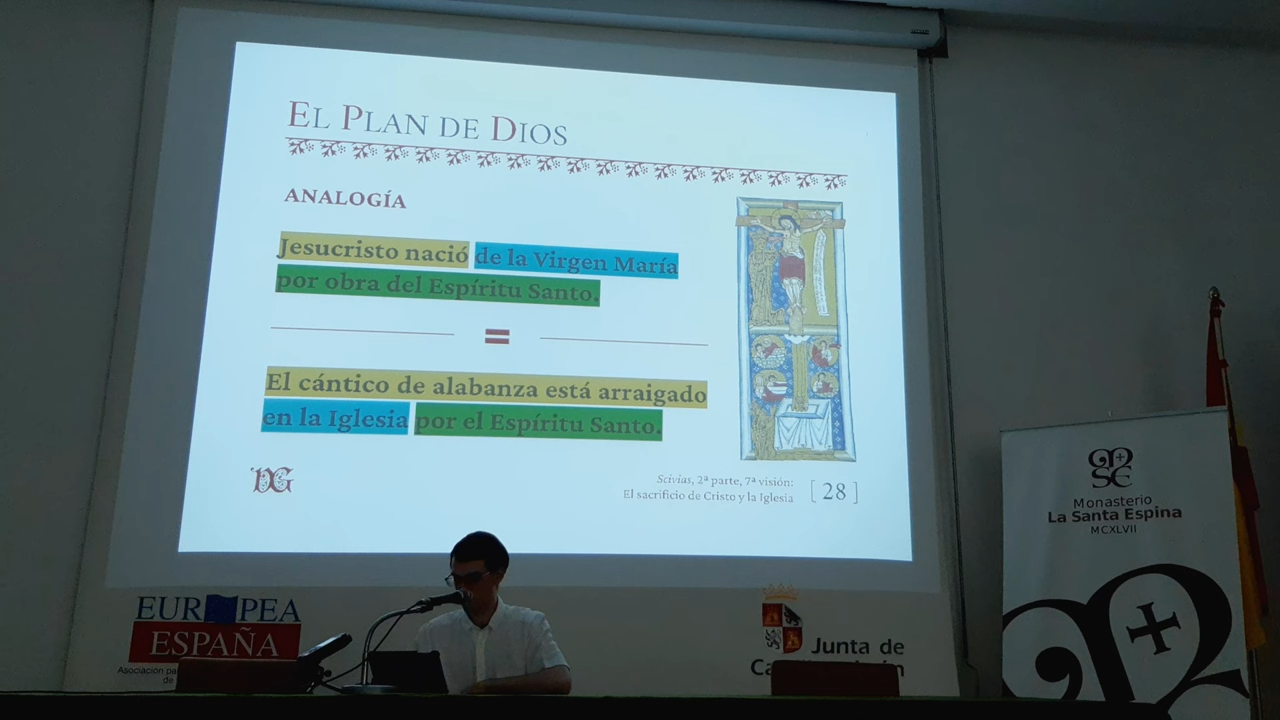 EL PLAN DE DIOS
ANALOGÍA
Jesucristo nació de la Virgen María
por obra del Espíritu Santo.
=
El cántico de alabanza está arraigado
en la Iglesia por el Espíritu Santo.
Scivias, 2ª parte, 7ª visión:
El sacrificio de Cristo y la Iglesia
[ 28 ]
Monasterio
La Santa Espina
MCXLVII
EUROPEA
ESPAÑA
Asociación
de
Junta de